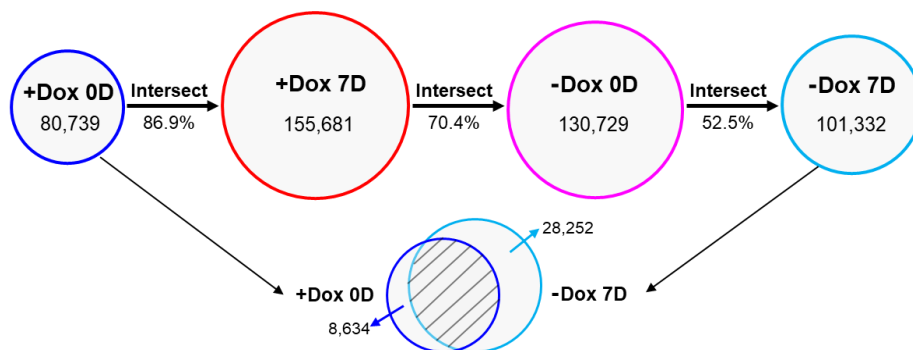 +Dox 0D
80,739
Intersect
86.9%
+Dox 7D
155,681
Intersect
70.4%
-Dox 0D
130,729
Intersect
52.5%
-Dox 7D
101,332
28,252
+Dox 0D
-Dox 7D
8,634